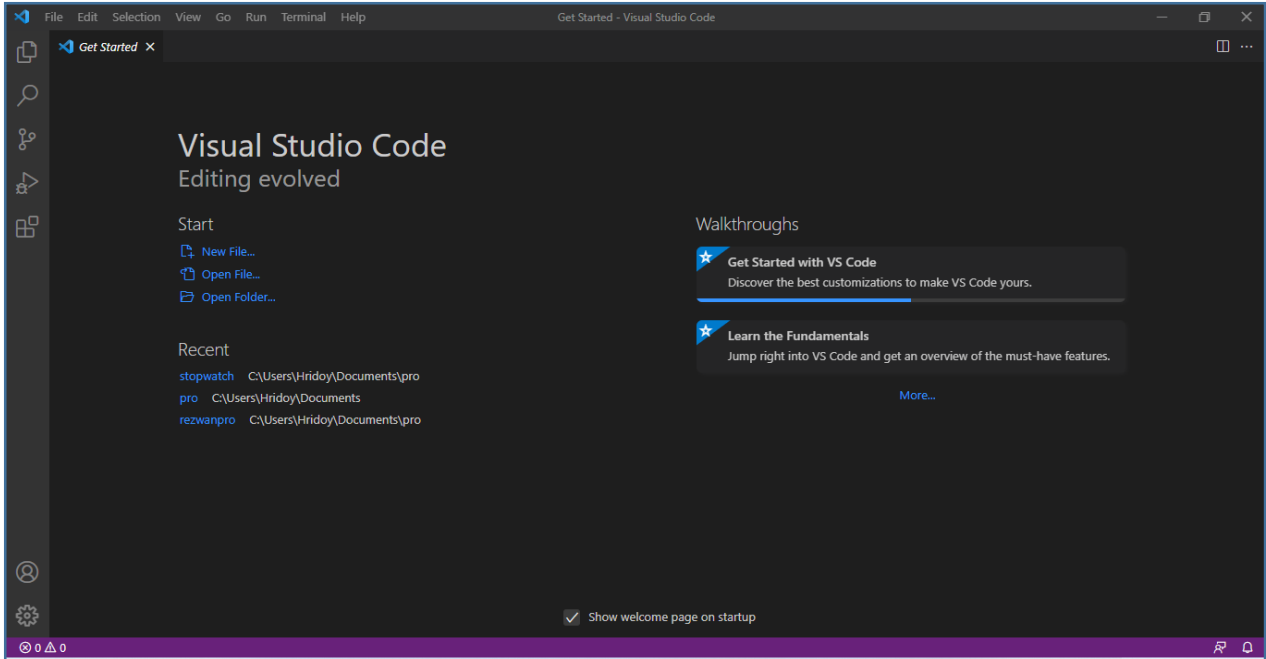 File Edit Selection View Go Run Terminal Help
Get Started - Visual Studio Code
Get Started
Visual Studio Code
Editing evolved
Start
New File...
Open File...
Open Folder...
Recent
stopwatch C:\Users\Hridoy\Documents\pro
pro C:\Users\Hridoy\Documents
rezwanpro C:\Users\Hridoy\Documents\pro
Walkthroughs
Get Started with VS Code
Discover the best customizations to make VS Code yours.
Learn the Fundamentals
Jump right into VS Code and get an overview of the must-have features.
More...
Show welcome page on startup
0 0